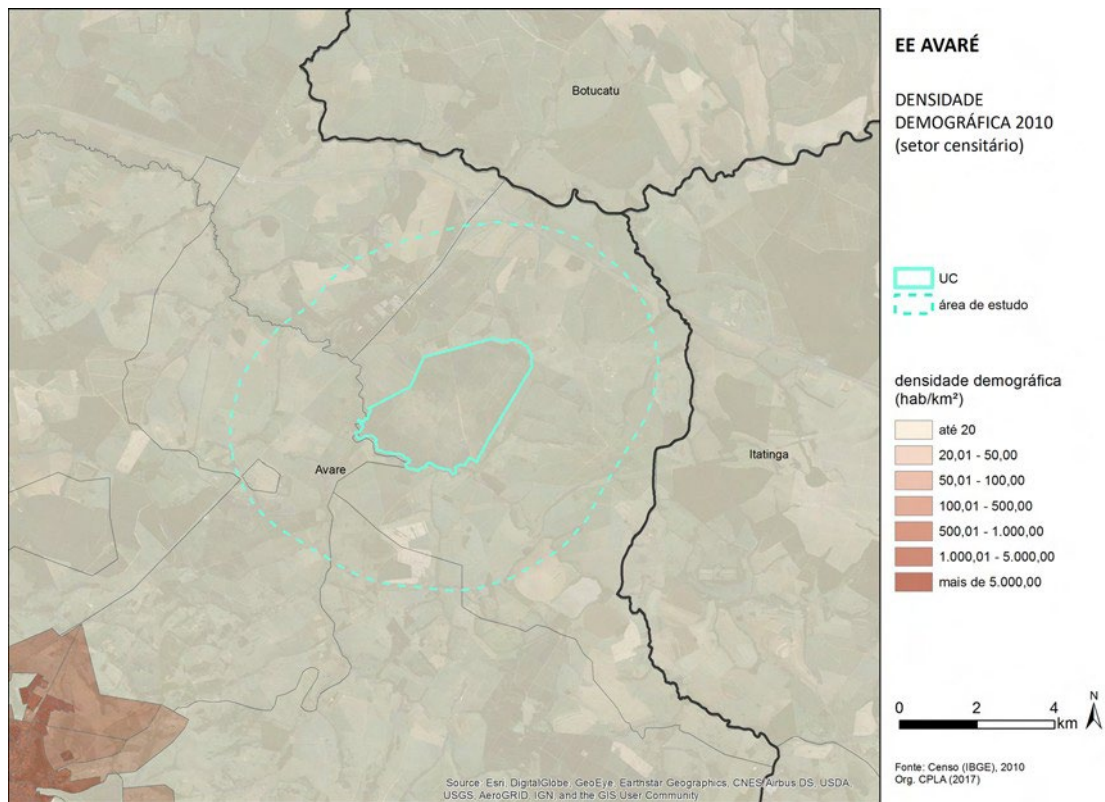 Botucatu
Avare
Itatinga
Source: Esri, DigitalGlobe, GeoEye, Earthstar Geographics, CNES/Airbus DS, USDA,
USGS, AeroGRID, IGN, and the GIS User Community
EE AVARÉ
DENSIDADE
DEMOGRÁFICA 2010
(setor censitário)
UC
área de estudo
densidade demográfica
(hab/km²)
até 20
20,01 - 50,00
50,01 - 100,00
100,01 - 500,00
500,01 - 1.000,00
1.000,01 - 5.000,00
mais de 5.000,00
0 2 4
km
N
Fonte: Censo (IBGE), 2010
Org. CPLA (2017)